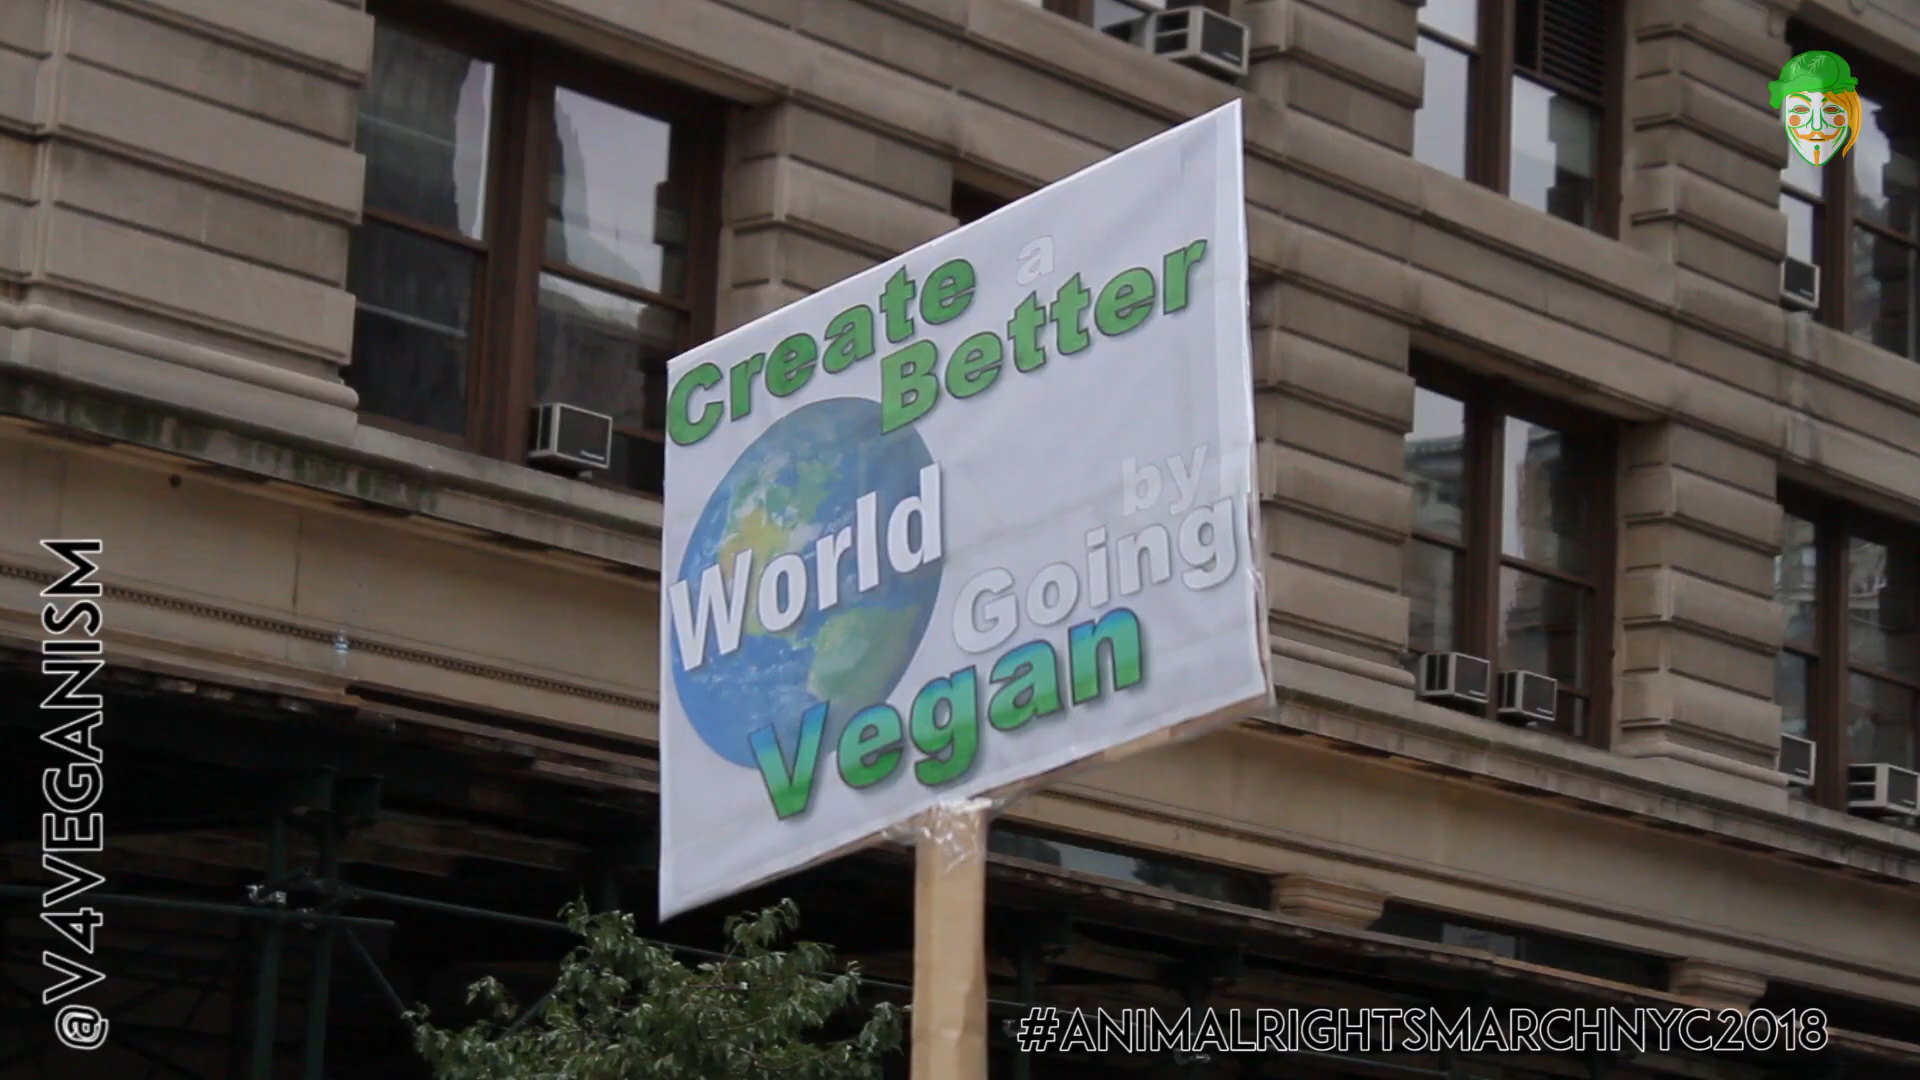 Create a
Better
World
by
Going
Vegan
@V4VEGANISM
#ANIMALRIGHTSMARCHNYC2018